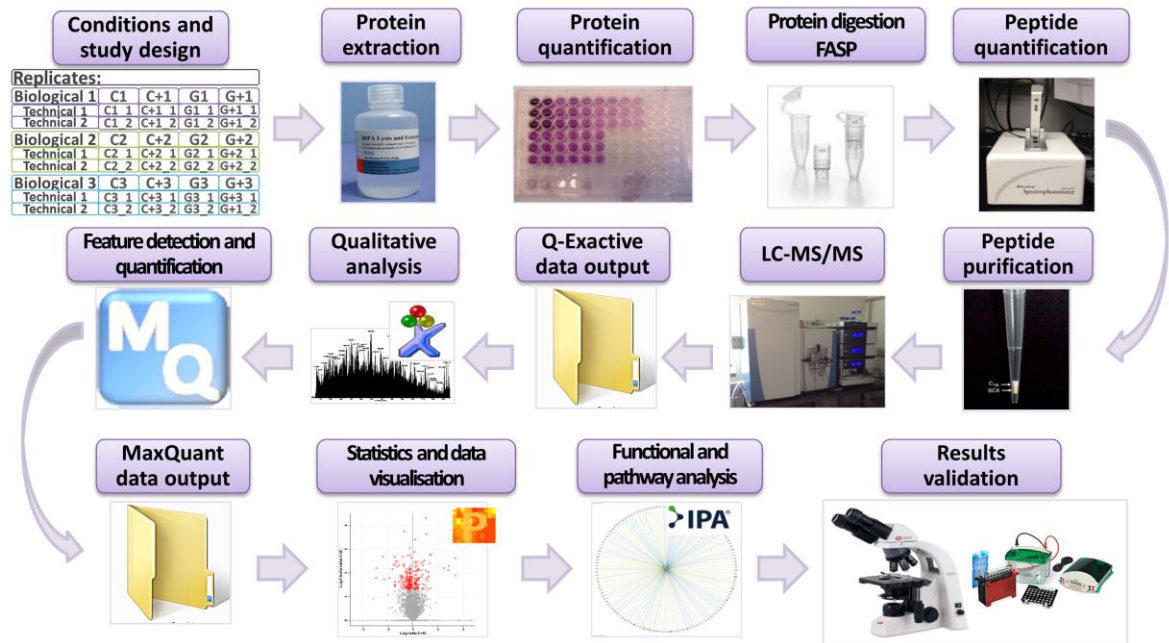 Conditions and
study design
Replicates:
Biological 1 C1 C+1 G1 G+1
Technical 1 C1_1 C+1_1 G1_1 G+1_1
Technical 2 C1_2 C+1_2 G1_2 G+1_2
Biological 2 C2 C+2 G2 G+2
Technical 1 C2_1 C+2_1 G2_1 G+2_1
Technical 2 C2_2 C+2_2 G2_2 G+2_2
Biological 3 C3 C+3 G3 G+3
Technical 1 C3_1 C+3_1 G3_1 G+3_1
Technical 2 C3_2 C+3_2 G3_2 G+1_2
Protein
extraction
RIPA Lysis and
Protein
quantification
Protein digestion
FASP
Peptide
quantification
Spectrophotometer
Feature detection and
quantification
MQ
Qualitative
analysis
Q-Exactive
data output
LC-MS/MS
Peptide
purification
C18
SCX
MaxQuant
data output
Statistics and data
visualisation
P
Functional and
pathway analysis
IPA®
Results
validation